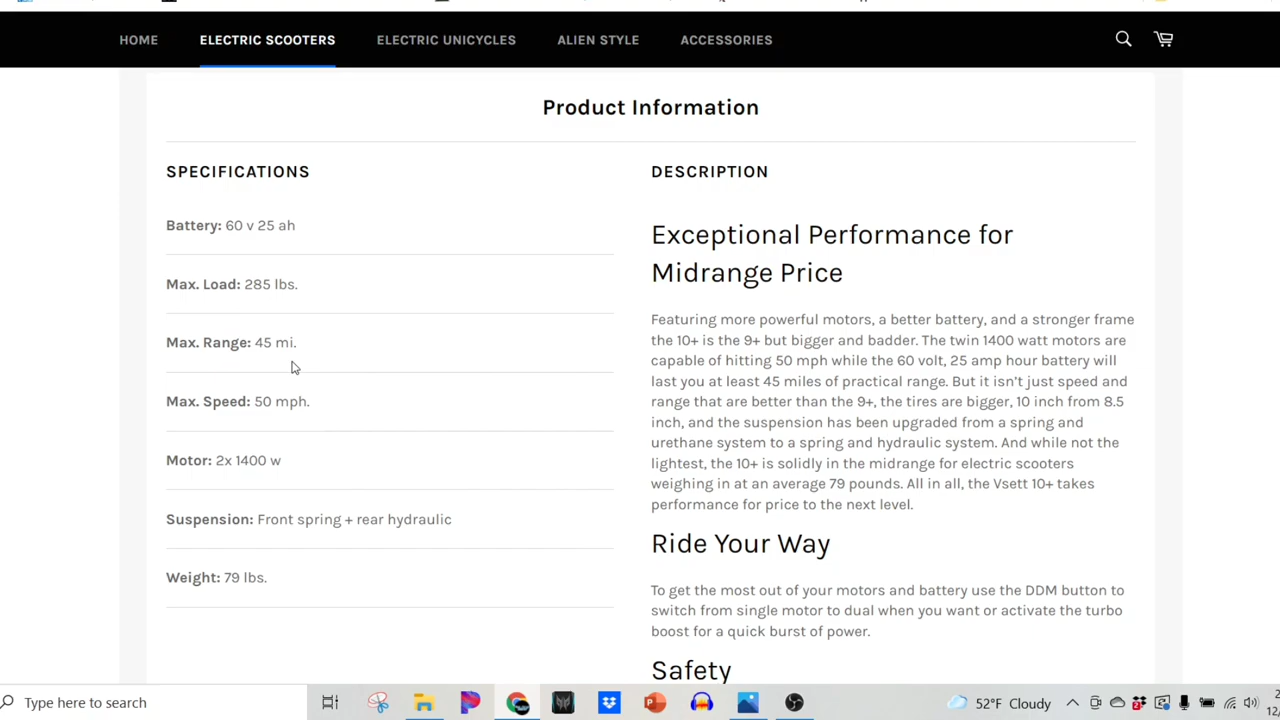 HOME ELECTRIC SCOOTERS ELECTRIC UNICYCLES ALIEN STYLE ACCESSORIES
Product Information
SPECIFICATIONS
Battery: 60 v 25 ah
Max. Load: 285 lbs.
Max. Range: 45 mi.
Max. Speed: 50 mph.
Motor: 2x 1400 w
Suspension: Front spring + rear hydraulic
Weight: 79 lbs.
DESCRIPTION
Exceptional Performance for
Midrange Price
Featuring more powerful motors, a better battery, and a stronger frame
the 10+ is the 9+ but bigger and badder. The twin 1400 watt motors are
capable of hitting 50 mph while the 60 volt, 25 amp hour battery will
last you at least 45 miles of practical range. But it isn't just speed and
range that are better than the 9+, the tires are bigger, 10 inch from 8.5
inch, and the suspension has been upgraded from a spring and
urethane system to a spring and hydraulic system. And while not the
lightest, the 10+ is solidly in the midrange for electric scooters
weighing in at an average 79 pounds. All in all, the Vsett 10+ takes
performance for price to the next level.
Ride Your Way
To get the most out of your motors and battery use the DDM button to
switch from single motor to dual when you want or activate the turbo
boost for a quick burst of power.
Safety
Type here to search
52°F Cloudy